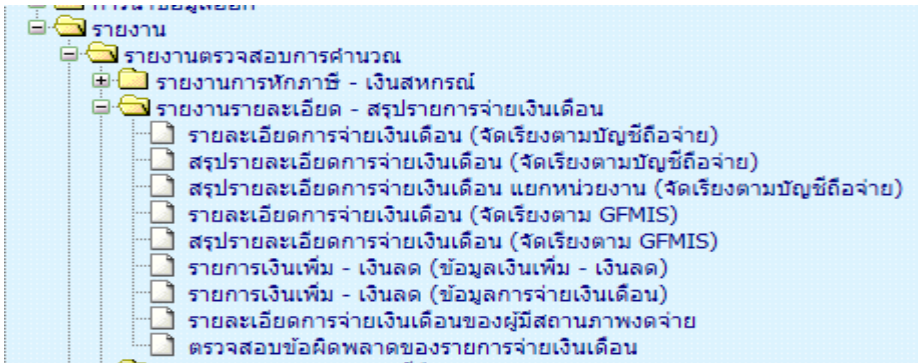 การนำข้อมูลออก
รายงาน
รายงานตรวจสอบการคำนวณ
รายงานการหักภาษี - เงินสหกรณ์
รายงานรายละเอียด - สรุปรายการจ่ายเงินเดือน
รายละเอียดการจ่ายเงินเดือน (จัดเรียงตามบัญชีถือจ่าย)
สรุปรายละเอียดการจ่ายเงินเดือน (จัดเรียงตามบัญชีถือจ่าย)
สรุปรายละเอียดการจ่ายเงินเดือน แยกหน่วยงาน (จัดเรียงตามบัญชีถือจ่าย)
รายละเอียดการจ่ายเงินเดือน (จัดเรียงตาม GFMIS)
สรุปรายละเอียดการจ่ายเงินเดือน (จัดเรียงตาม GFMIS)
รายการเงินเพิ่ม - เงินลด (ข้อมูลเงินเพิ่ม - เงินลด)
รายการเงินเพิ่ม - เงินลด (ข้อมูลการจ่ายเงินเดือน)
รายละเอียดการจ่ายเงินเดือนของผู้มีสถานภาพงดจ่าย
ตรวจสอบข้อผิดพลาดของรายการจ่ายเงินเดือน